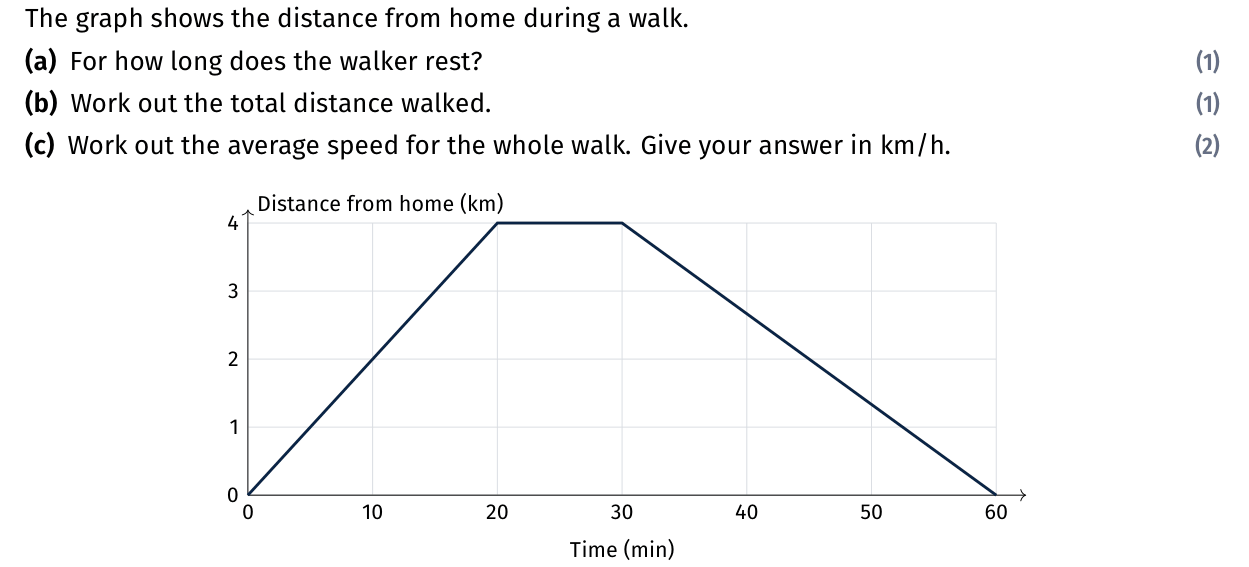 The graph shows the distance from home during a walk.
(a) For how long does the walker rest? (1)
(b) Work out the total distance walked. (1)
(c) Work out the average speed for the whole walk. Give your answer in km/h. (2)
Distance from home (km)
4
3
2
1
0
0 10 20 30 40 50 60
Time (min)